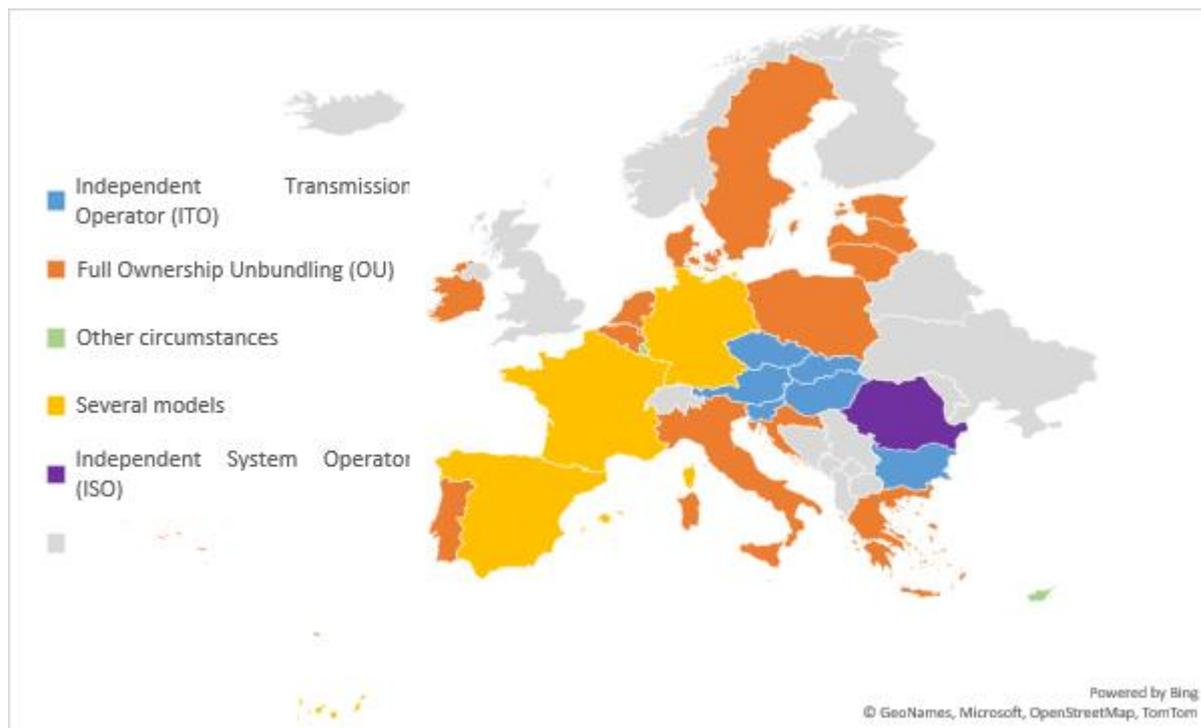 Independent Transmission
Operator (ITO)
Full Ownership Unbundling (OU)
Other circumstances
Several models
Independent System Operator
(ISO)
Powered by Bing
© GeoNames, Microsoft, OpenStreetMap, TomTom